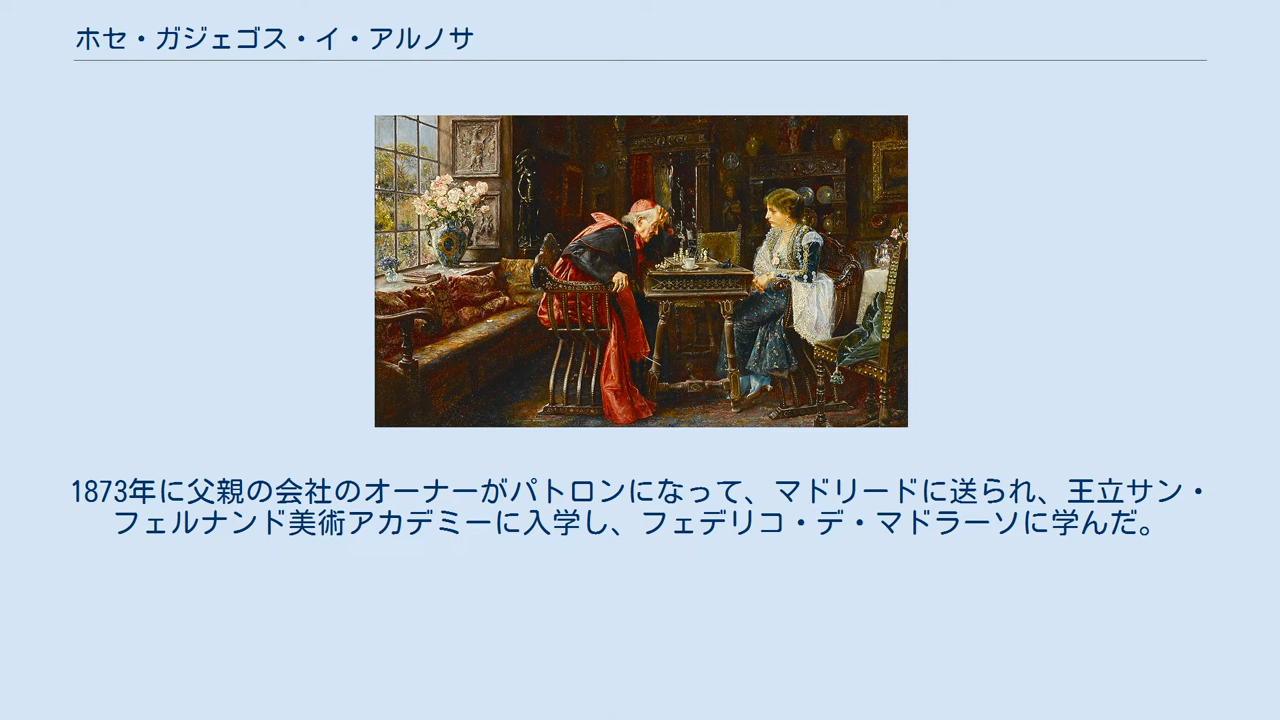 ホセ・ガジェゴス・イ・アルノサ
1873年に父親の会社のオーナーがパトロンになって、マドリードに送られ、王立サン・
フェルナンド美術アカデミーに入学し、フェデリコ・デ・マドラーソに学んだ。